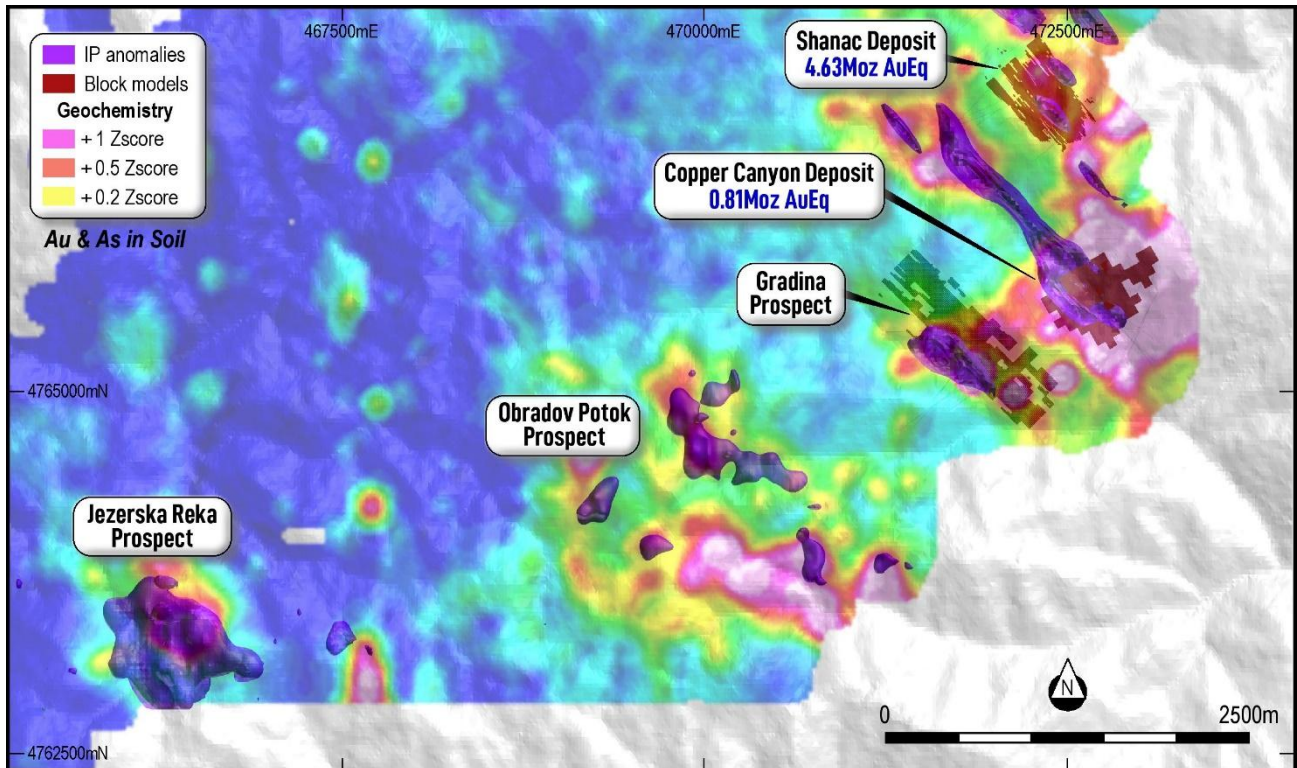 467500mE
470000mE
472500mE
IP anomalies
Block models
Geochemistry
+ 1 Zscore
+ 0.5 Zscore
+ 0.2 Zscore
Au & As in Soil
Shanac Deposit
4.63Moz AuEq
Copper Canyon Deposit
0.81Moz AuEq
Gradina
Prospect
4765000mN
Obradov Potok
Prospect
Jezerska Reka
Prospect
N
0
2500m
4762500mN